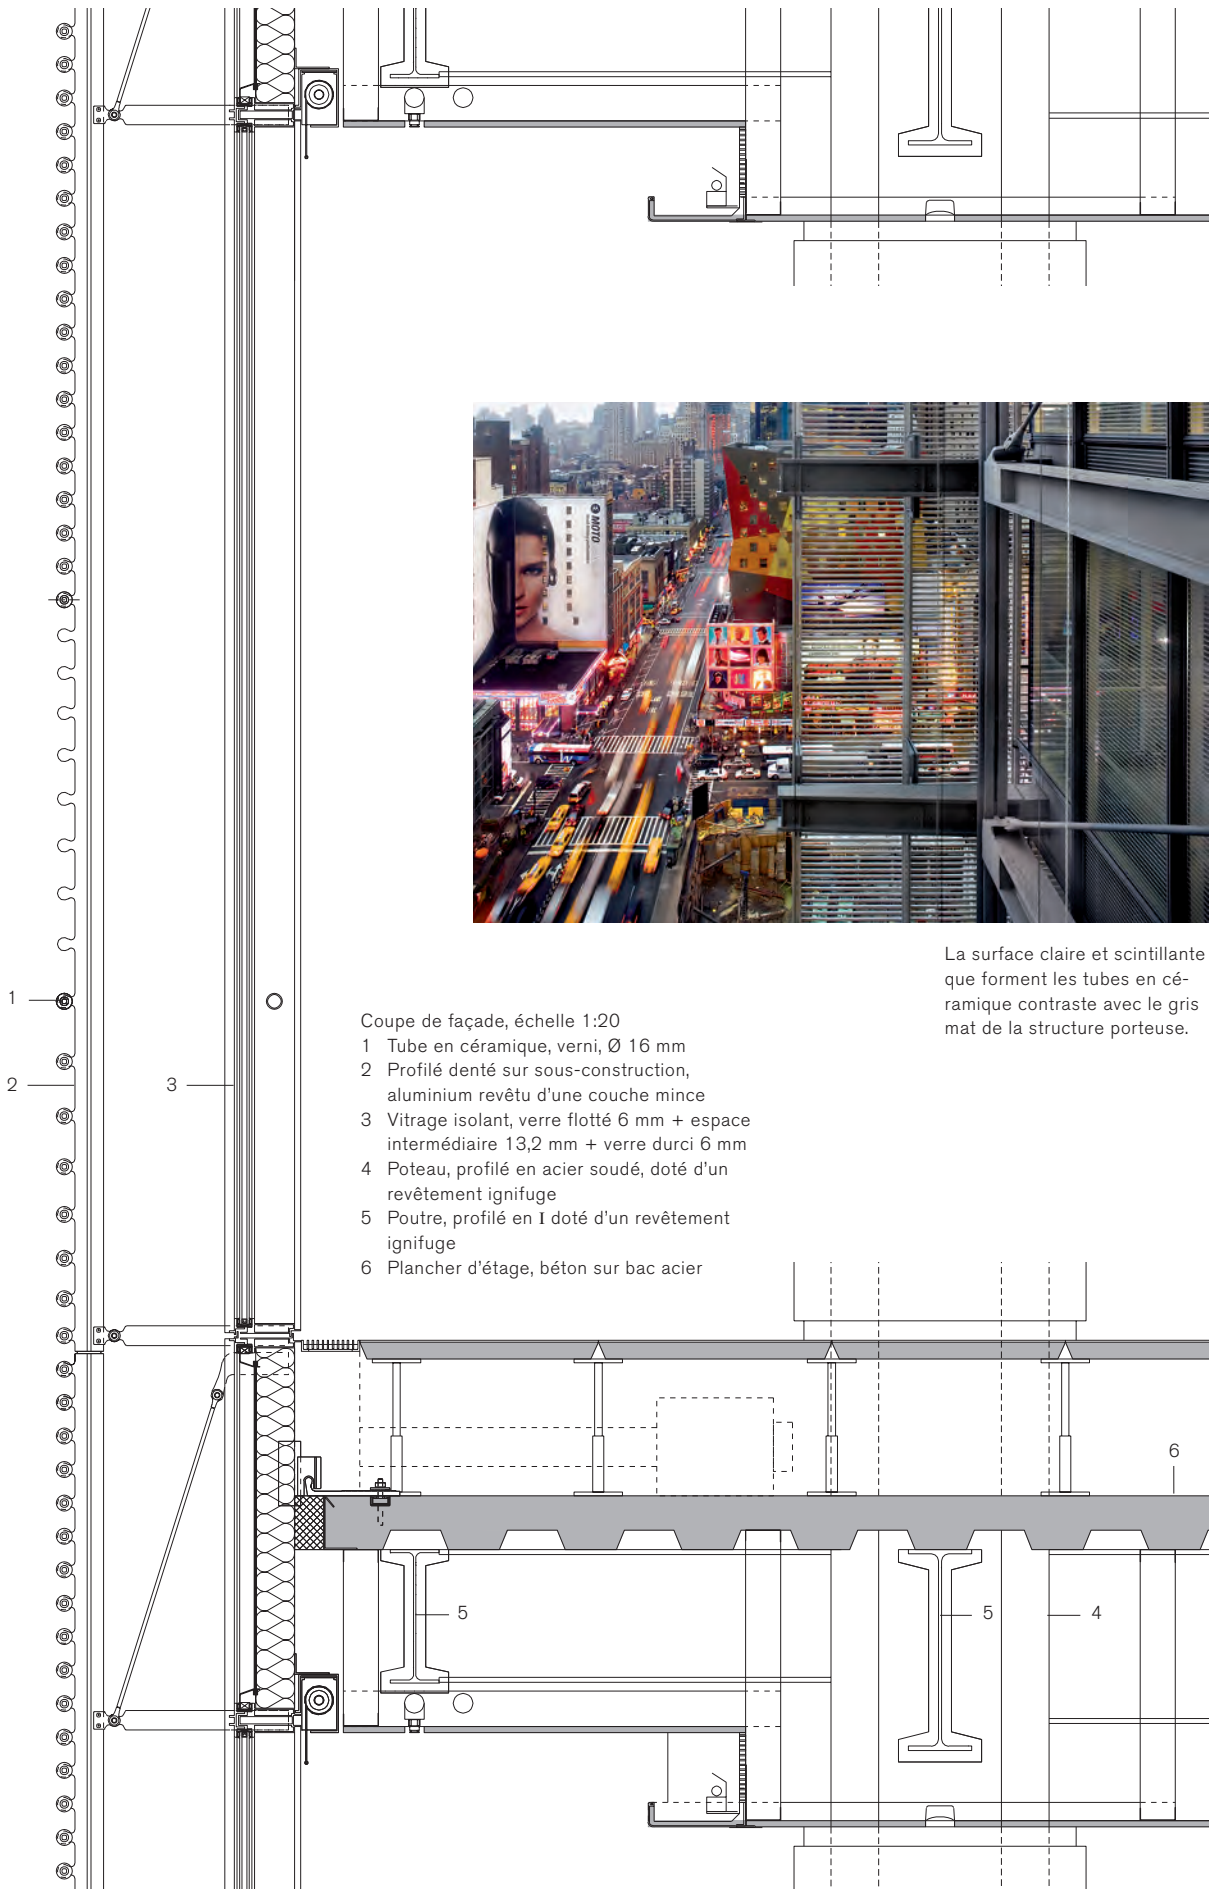 MOTO
La surface claire et scintillante
que forment les tubes en cé-
ramique contraste avec le gris
mat de la structure porteuse.
1
2
3
Coupe de façade, échelle 1:20
1 Tube en céramique, verni, Ø 16 mm
2 Profilé denté sur sous-construction,
aluminium revêtu d'une couche mince
3 Vitrage isolant, verre flotté 6 mm + espace
intermédiaire 13,2 mm + verre durci 6 mm
4 Poteau, profilé en acier soudé, doté d'un
revêtement ignifuge
5 Poutre, profilé en I doté d'un revêtement
ignifuge
6 Plancher d'étage, béton sur bac acier
6
5
5
4